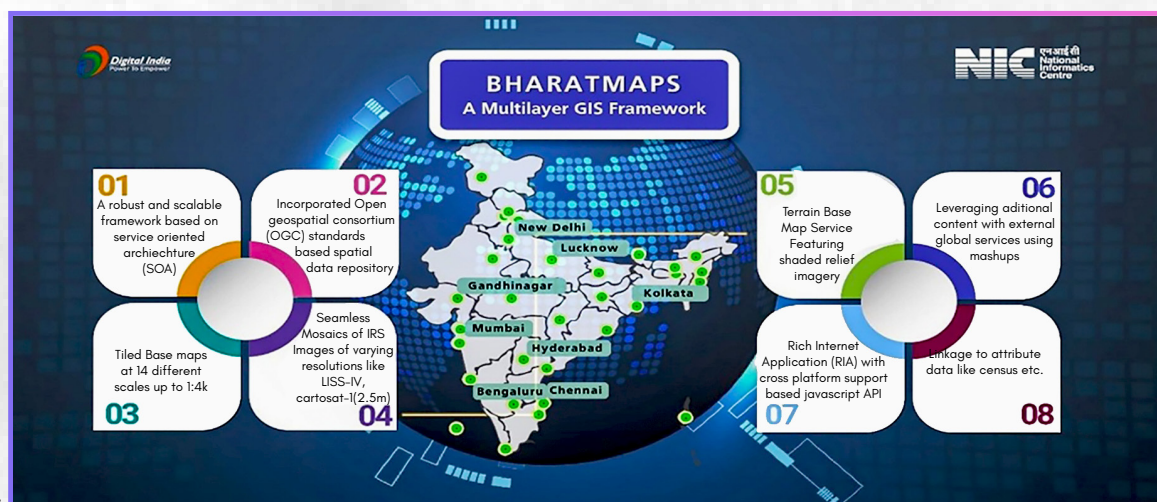 Digital India
Power To Empower
BHARATMAPS
A Multilayer GIS Framework
NIC
एन आई सी
National
Informatics
Centre
01
A robust and scalable
framework based on
service oriented
archiechture
(SOA)
02
Incorporated Open
geospatial consortium
(OGC) standards
based spatial
data repository
03
Tiled Base maps
at 14 different
scales up to 1:4k
04
Seamless
Mosaics of IRS
Images of varying
resolutions like
LISS-IV,
cartosat-1(2.5m)
New Delhi
Lucknow
Gandhinagar
Kolkata
Mumbai
Hyderabad
Bengaluru
Chennai
05
Terrain Base
Map Service
Featuring
shaded relief
imagery
06
Leveraging aditional
content with external
global services using
mashups
07
Rich Internet
Application (RIA) with
cross platform support
based javascript API
08
Linkage to attribute
data like census etc.